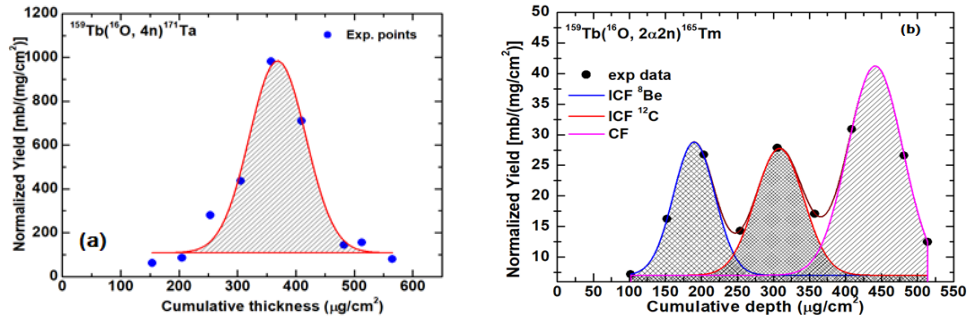 (a)
¹⁵⁹Tb(¹⁶O, 4n)¹⁷¹Ta
Exp. points
(a)
Normalized Yield [mb/(mg/cm²)]
1200
1000
800
600
400
200
0
0 100 200 300 400 500 600
Cumulative thickness (μg/cm²)
¹⁵⁹Tb(¹⁶O, 2α2n)¹⁶⁵Tm
(b)
exp data
ICF ⁸Be
ICF ¹²C
CF
Normalized Yield [mb/(mg/cm²)]
50
45
40
35
30
25
20
15
10
0 50 100 150 200 250 300 350 400 450 500 550
Cumulative depth (μg/cm²)